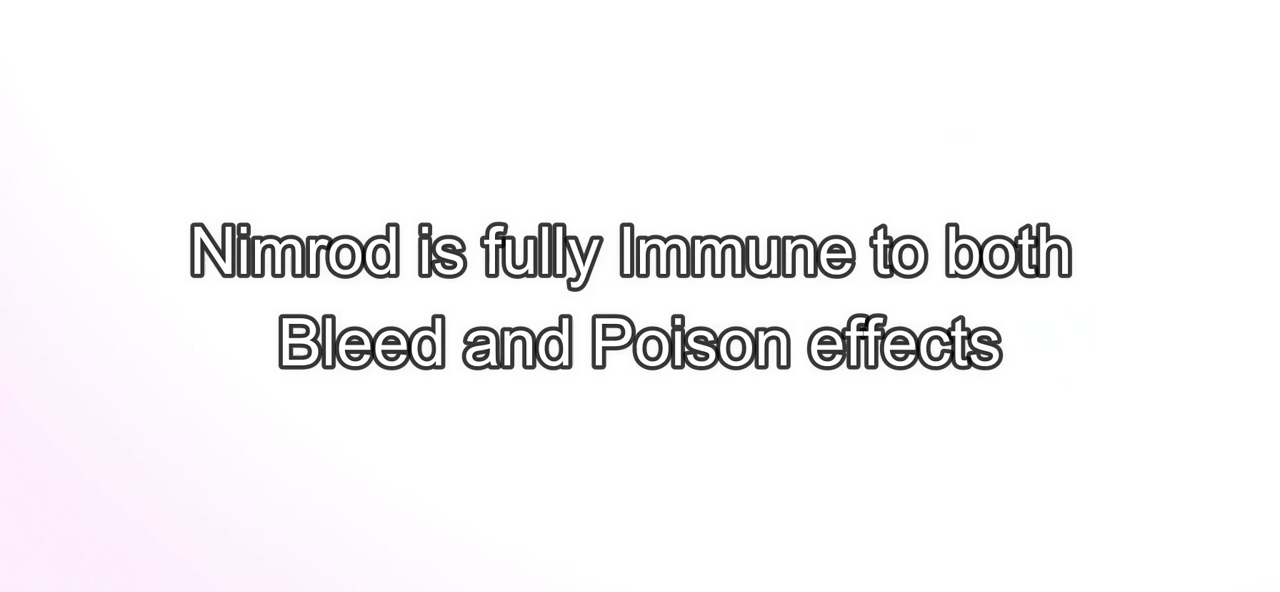 Nimrod is fully Immune to both
Bleed and Poison effects